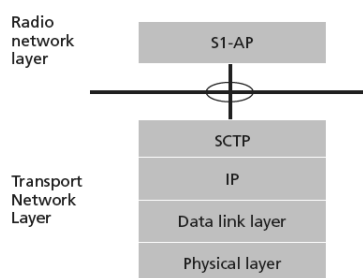 Radio
network
layer
S1-AP
SCTP
Transport
Network
Layer
IP
Data link layer
Physical layer